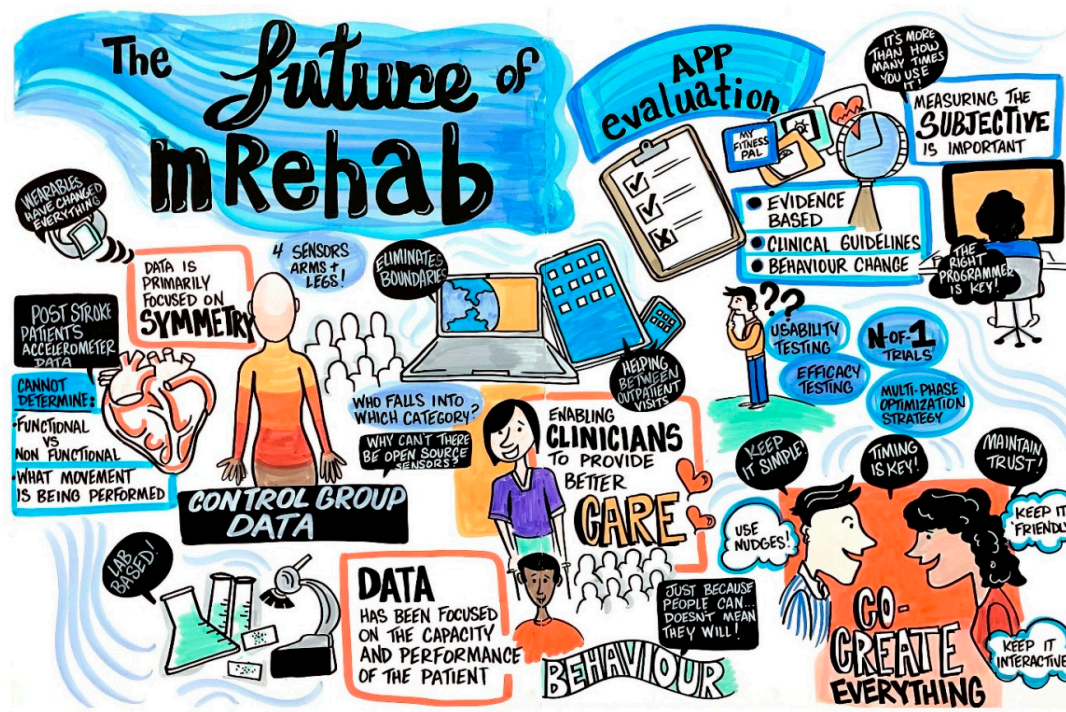 The future of
mRehab
WEARABLES
HAVE CHANGED
EVERYTHING
DATA IS
PRIMARILY
FOCUSED ON
SYMMETRY
4 SENSORS
ARMS +
LEGS!
ELIMINATES
BOUNDARIES
POST STROKE
PATIENTS
ACCELEROMETER
DATA
CANNOT
DETERMINE:
• FUNCTIONAL
VS
NON FUNCTIONAL
• WHAT MOVEMENT
IS BEING PERFORMED
CONTROL GROUP
DATA
WHO FALLS INTO
WHICH CATEGORY?
WHY CAN'T THERE
BE OPEN SOURCE
SENSORS?
HELPING
BETWEEN
OUTPATIENT
VISITS
ENABLING
CLINICIANS
TO PROVIDE
BETTER
CARE
LAB
BASED!
DATA
HAS BEEN FOCUSED
ON THE CAPACITY
AND PERFORMANCE
OF THE PATIENT
JUST BECAUSE
PEOPLE CAN...
DOESN'T MEAN
THEY WILL!
BEHAVIOUR
APP
evaluation
MY
FITNESS
PAL
IT'S MORE
THAN HOW
MANY TIMES
YOU USE
IT!
MEASURING THE
SUBJECTIVE
IS IMPORTANT
• EVIDENCE
BASED
• CLINICAL GUIDELINES
• BEHAVIOUR CHANGE
THE
RIGHT
PROGRAMMER
IS KEY!
??
USABILITY
TESTING
N-OF-1
TRIALS
EFFICACY
TESTING
MULTI-PHASE
OPTIMIZATION
STRATEGY
KEEP
IT SIMPLE!
TIMING
IS KEY!
MAINTAIN
TRUST!
USE
NUDGES!
KEEP IT
'FRIENDLY
CO-
CREATE
EVERYTHING
KEEP IT
INTERACTIVE